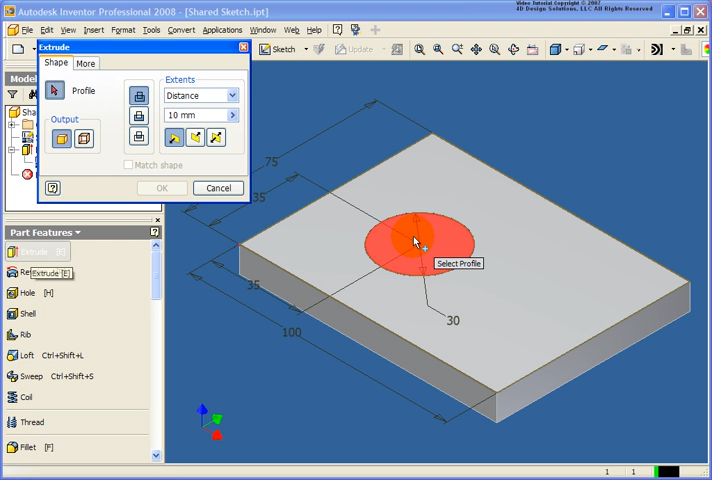 Autodesk Inventor Professional 2008 - [Shared Sketch.ipt]
Video Tutorial Copyright © 2007
4D Design Solutions, LLC All Rights Reserved
File Edit View Insert Format Tools Convert Applications Window Web Help
Sketch
Update
Extrude
Shape
More
Profile
Extents
Distance
10 mm
Output
Match shape
OK
Cancel
Model
Sha
Part Features
Extrude [E]
Re
Extrude [E]
Hole [H]
Shell
Rib
Loft Ctrl+Shift+L
Sweep Ctrl+Shift+S
Coil
Thread
Fillet [F]
75
35
35
100
30
Select Profile
1 1